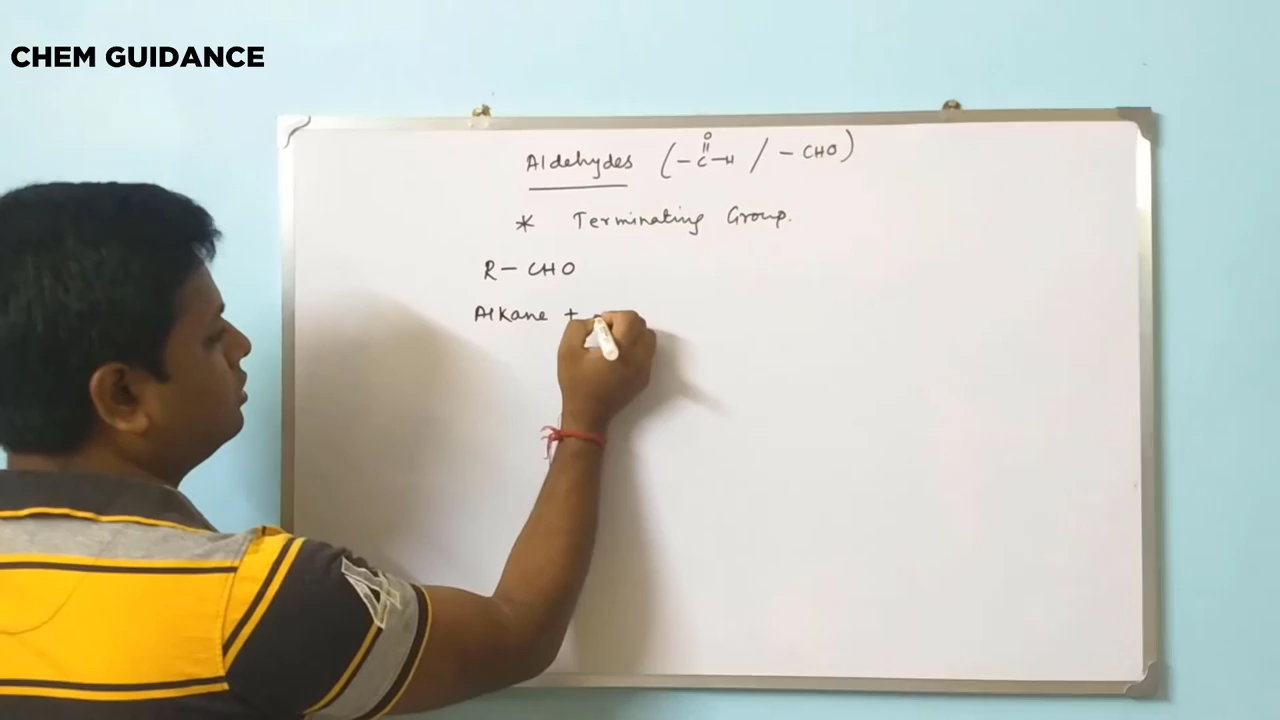 CHEM GUIDANCE
Aldehydes (-C-H / - CHO)
O
* Terminating Group.
R - CHO
Alkane +